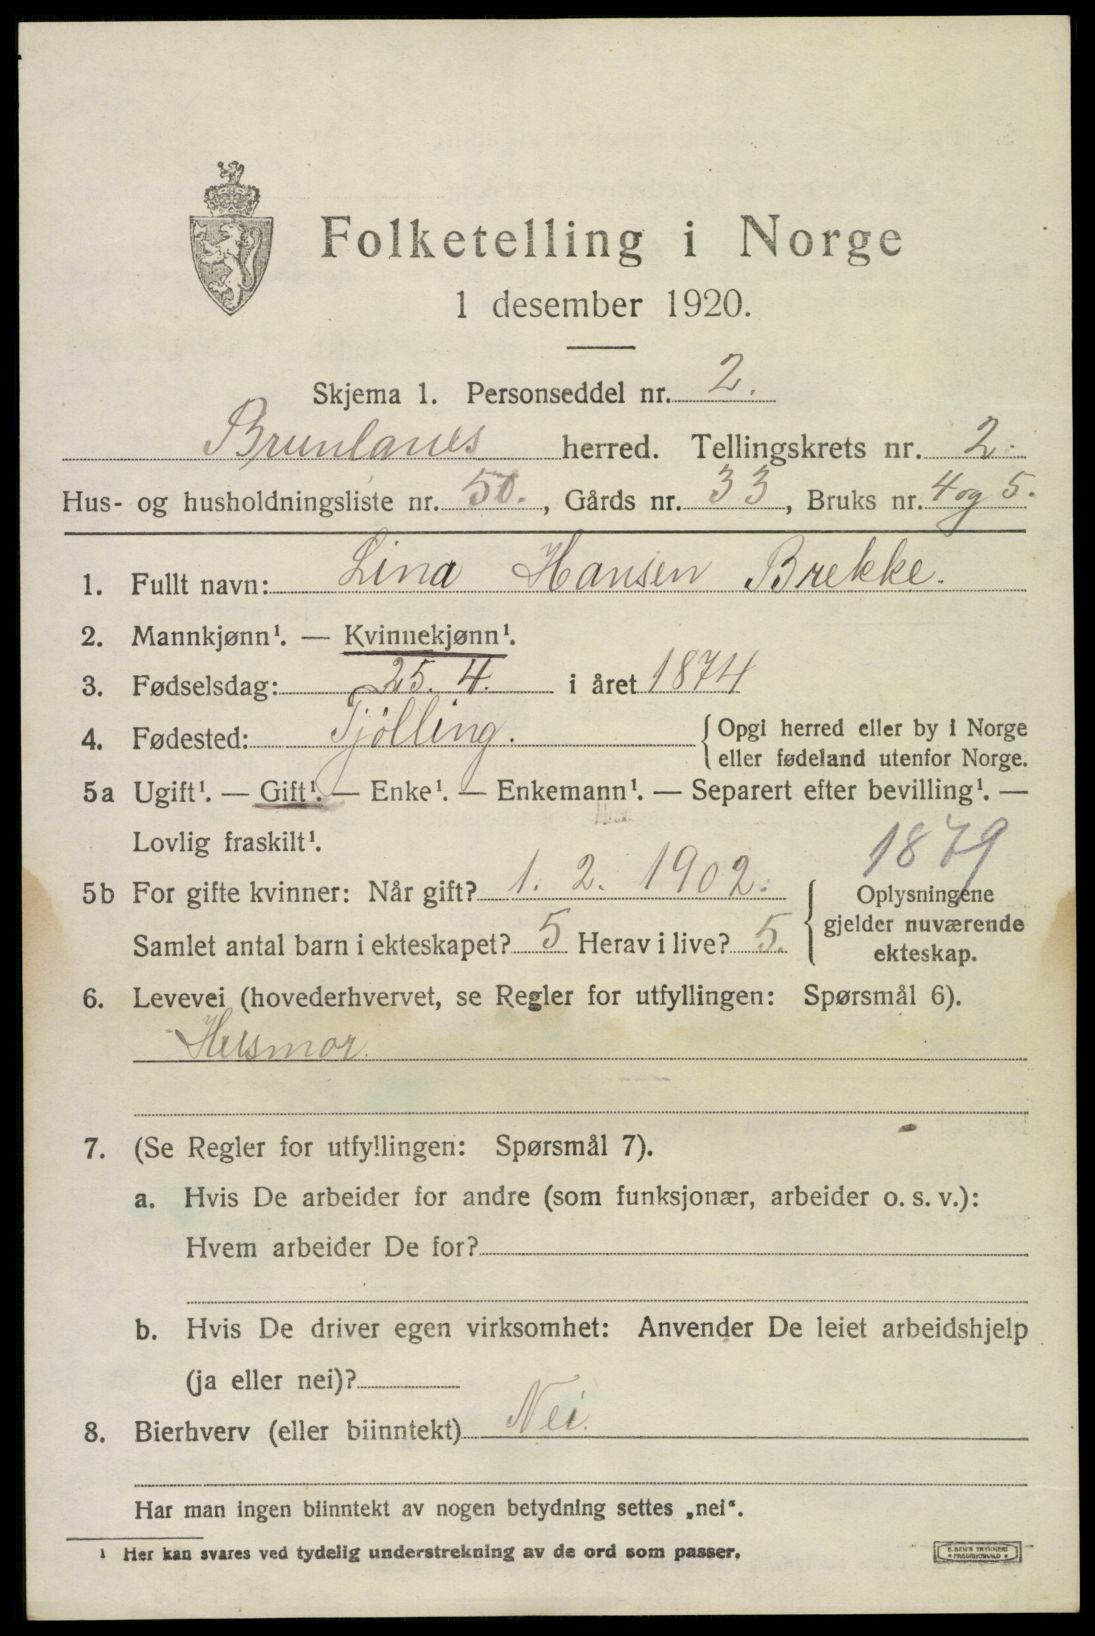 Folketelling i Norge
1 desember 1920.
Skjema 1. Personseddel nr. 2.
Brunlanes herred. Tellingskrets nr. 2.
Hus- og husholdningsliste nr. 50., Gårds nr. 33, Bruks nr. 4 og 5.
1. Fullt navn: Lina Hansen Brekke.
2. Mannkjønn¹. — Kvinnekjønn¹.
3. Fødselsdag: 25. 4. i året 1874
4. Fødested: Tjølling. { Opgi herred eller by i Norge
eller fødeland utenfor Norge.
5a Ugift¹. — Gift¹. — Enke¹. — Enkemann¹. — Separert efter bevilling¹. —
Lovlig fraskilt¹.
1879
5b For gifte kvinner: Når gift? 1. 2. 1902. { Oplysningene
Samlet antal barn i ekteskapet? 5 Herav i live? 5. gjelder nuværende
ekteskap.
6. Levevei (hovederhvervet, se Regler for utfyllingen: Spørsmål 6).
Husmor.
7. (Se Regler for utfyllingen: Spørsmål 7).
a. Hvis De arbeider for andre (som funksjonær, arbeider o. s. v.):
Hvem arbeider De for?
b. Hvis De driver egen virksomhet: Anvender De leiet arbeidshjelp
(ja eller nei)?
8. Bierhverv (eller biinntekt) Nei.
Har man ingen biinntekt av nogen betydning settes „nei“.
¹ Her kan svares ved tydelig understrekning av de ord som passer.